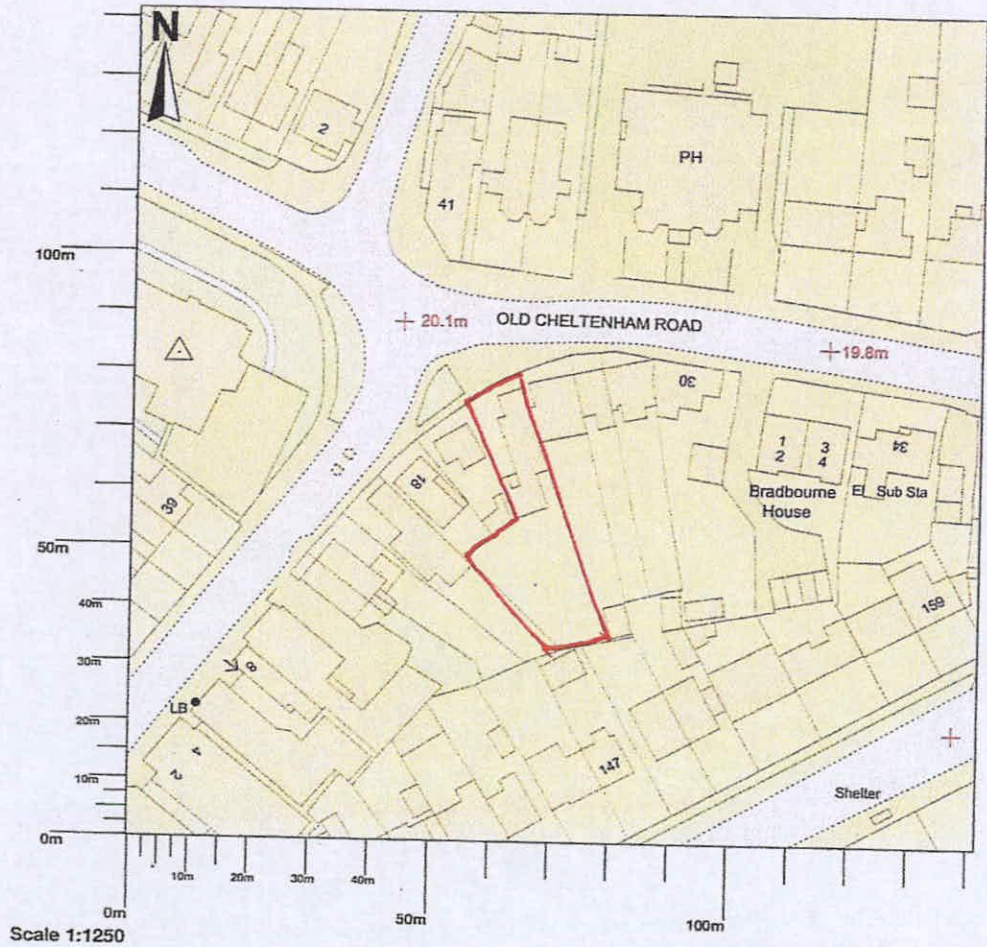 N
2
41
PH
100m
20.1m
OLD CHELTENHAM ROAD
19.8m
30
1
2
3
4
34
18
Bradbourne
House
El Sub Sta
39
50m
40m
159
30m
8
LB
20m
4
2
147
10m
Shelter
0m
10m
20m
30m
40m
0m
50m
100m
Scale 1:1250